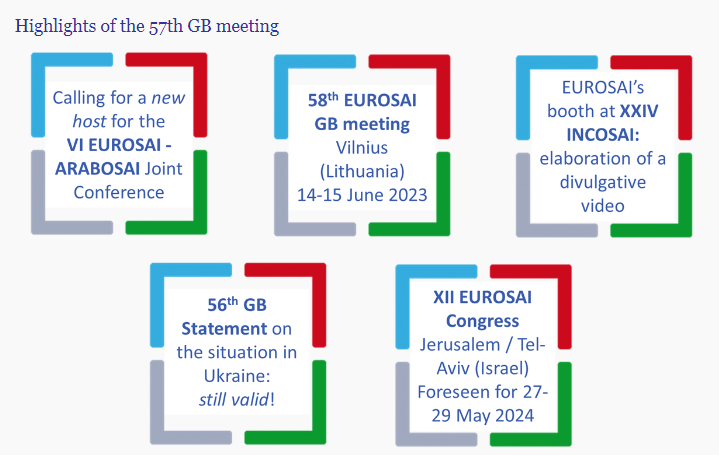 Highlights of the 57th GB meeting
Calling for a new
host for the
VI EUROSAI -
ARABOSAI Joint
Conference
58th EUROSAI
GB meeting
Vilnius
(Lithuania)
14-15 June 2023
EUROSAI's
booth at XXIV
INCOSAI:
elaboration of a
divulgative
video
56th GB
Statement on
the situation in
Ukraine:
still valid!
XII EUROSAI
Congress
Jerusalem / Tel-
Aviv (Israel)
Foreseen for 27-
29 May 2024